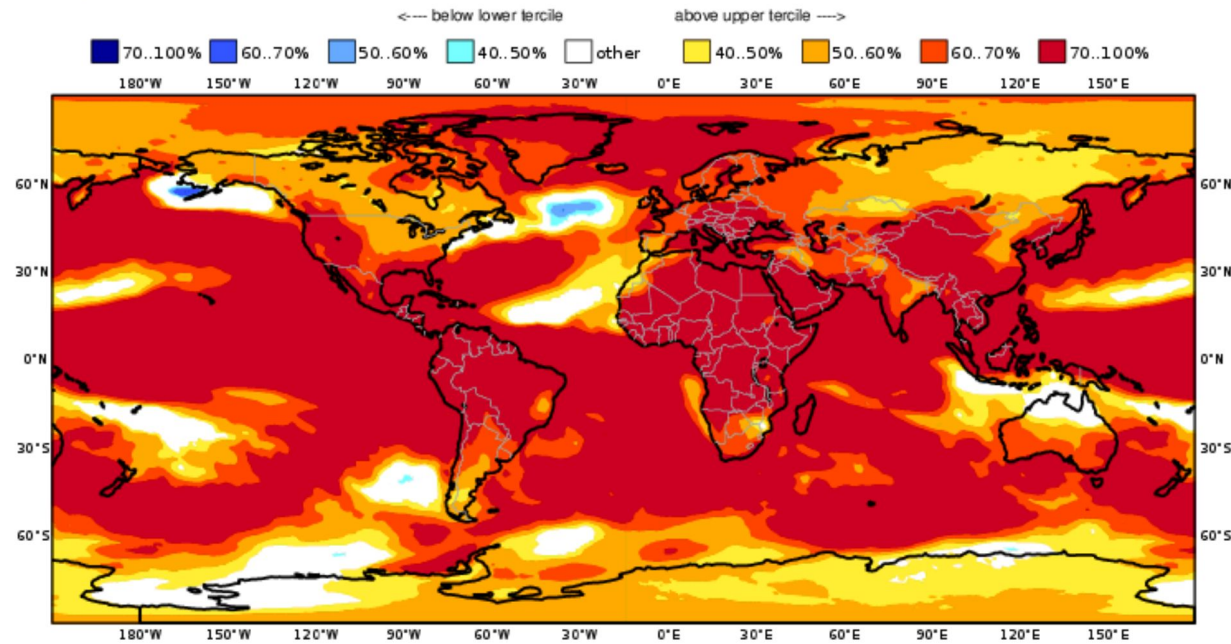 <---- below lower tercile above upper tercile ---->
70..100% 60..70% 50..60% 40..50% other 40..50% 50..60% 60..70% 70..100%
180°W 150°W 120°W 90°W 60°W 30°W 0°E 30°E 60°E 90°E 120°E 150°E
60°N 60°N
30°N 30°N
0°N 0°N
30°S 30°S
60°S 60°S
180°W 150°W 120°W 90°W 60°W 30°W 0°E 30°E 60°E 90°E 120°E 150°E